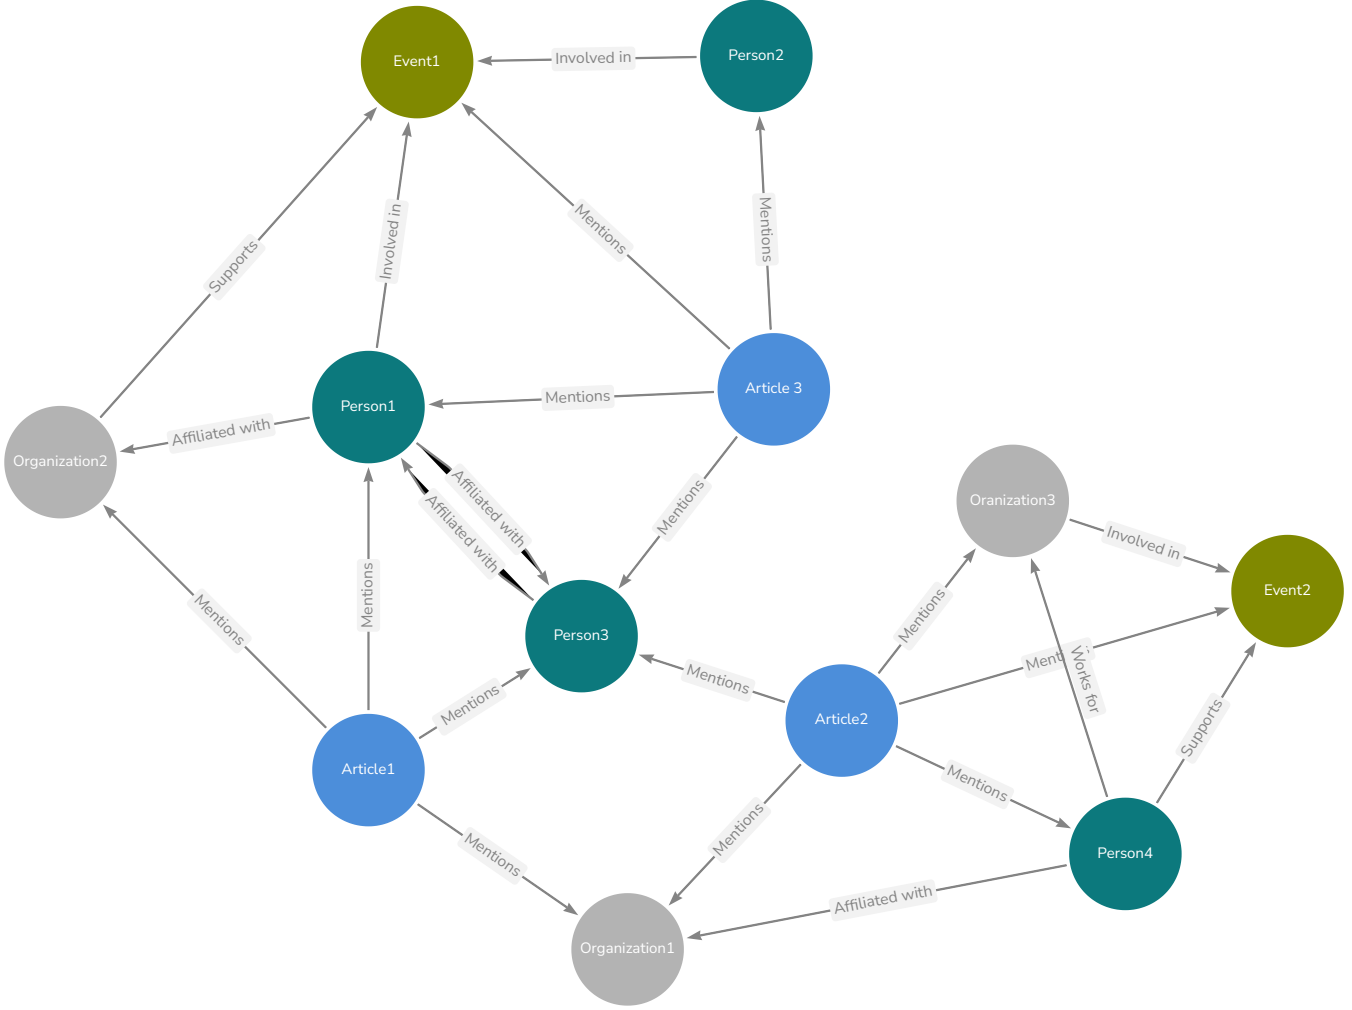 Event1
Involved in
Person2
Supports
Involved in
Mentions
Mentions
Person1
Mentions
Article 3
Affiliated with
Organization2
Affiliated with
Affiliated with
Mentions
Oranization3
Involved in
Event2
Mentions
Mentions
Mentions
Person3
Mentions
Works for
Mentions
Article2
Supports
Article1
Mentions
Mentions
Mentions
Person4
Affiliated with
Organization1